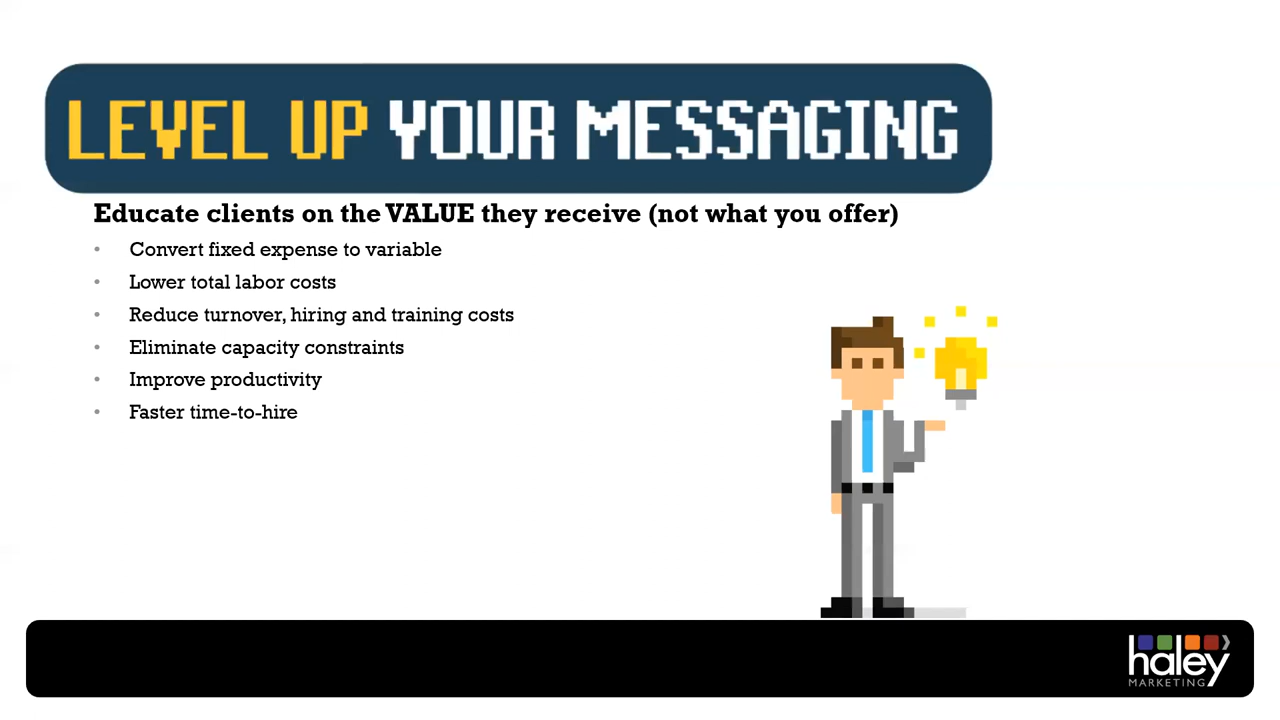 LEVEL UP YOUR MESSAGING
Educate clients on the VALUE they receive (not what you offer)
• Convert fixed expense to variable
• Lower total labor costs
• Reduce turnover, hiring and training costs
• Eliminate capacity constraints
• Improve productivity
• Faster time-to-hire
haley
MARKETING